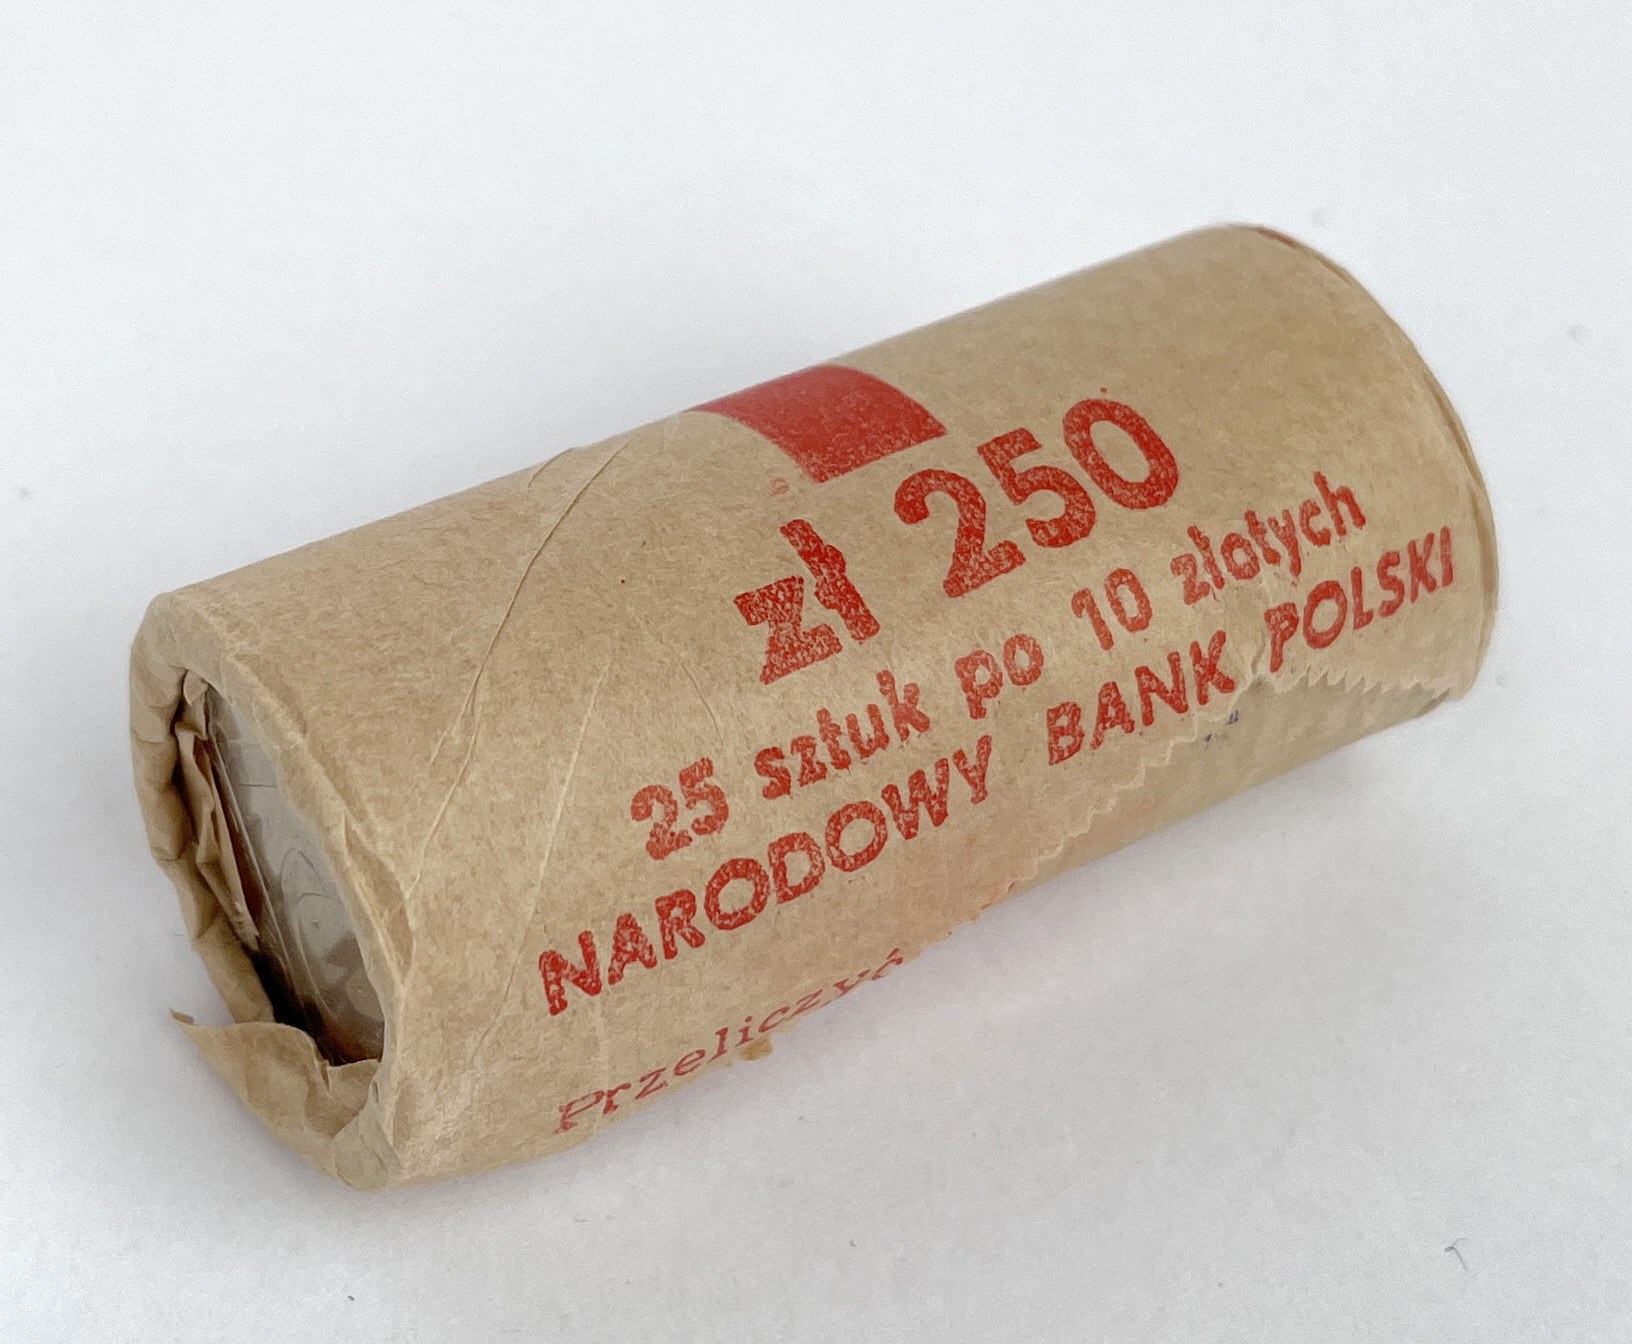 zł 250
25 sztuk po 10 złotych
NARODOWY BANK POLSKI
Przeliczyć